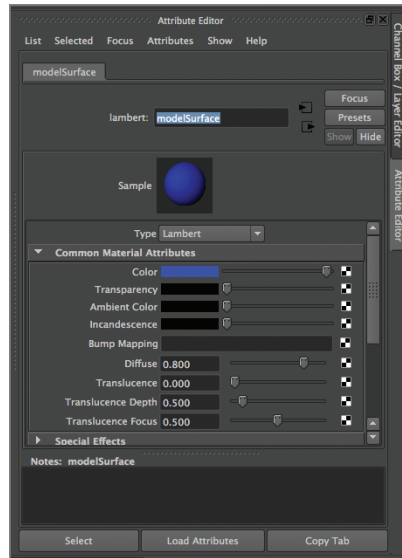 Attribute Editor
List Selected Focus Attributes Show Help
modelSurface
lambert: modelSurface
Focus
Presets
Show Hide
Sample
Type Lambert
Common Material Attributes
Color
Transparency
Ambient Color
Incandescence
Bump Mapping
Diffuse 0.800
Translucence 0.000
Translucence Depth 0.500
Translucence Focus 0.500
Special Effects
Notes: modelSurface
Select Load Attributes Copy Tab
Channel Box / Layer Editor
Attribute Editor